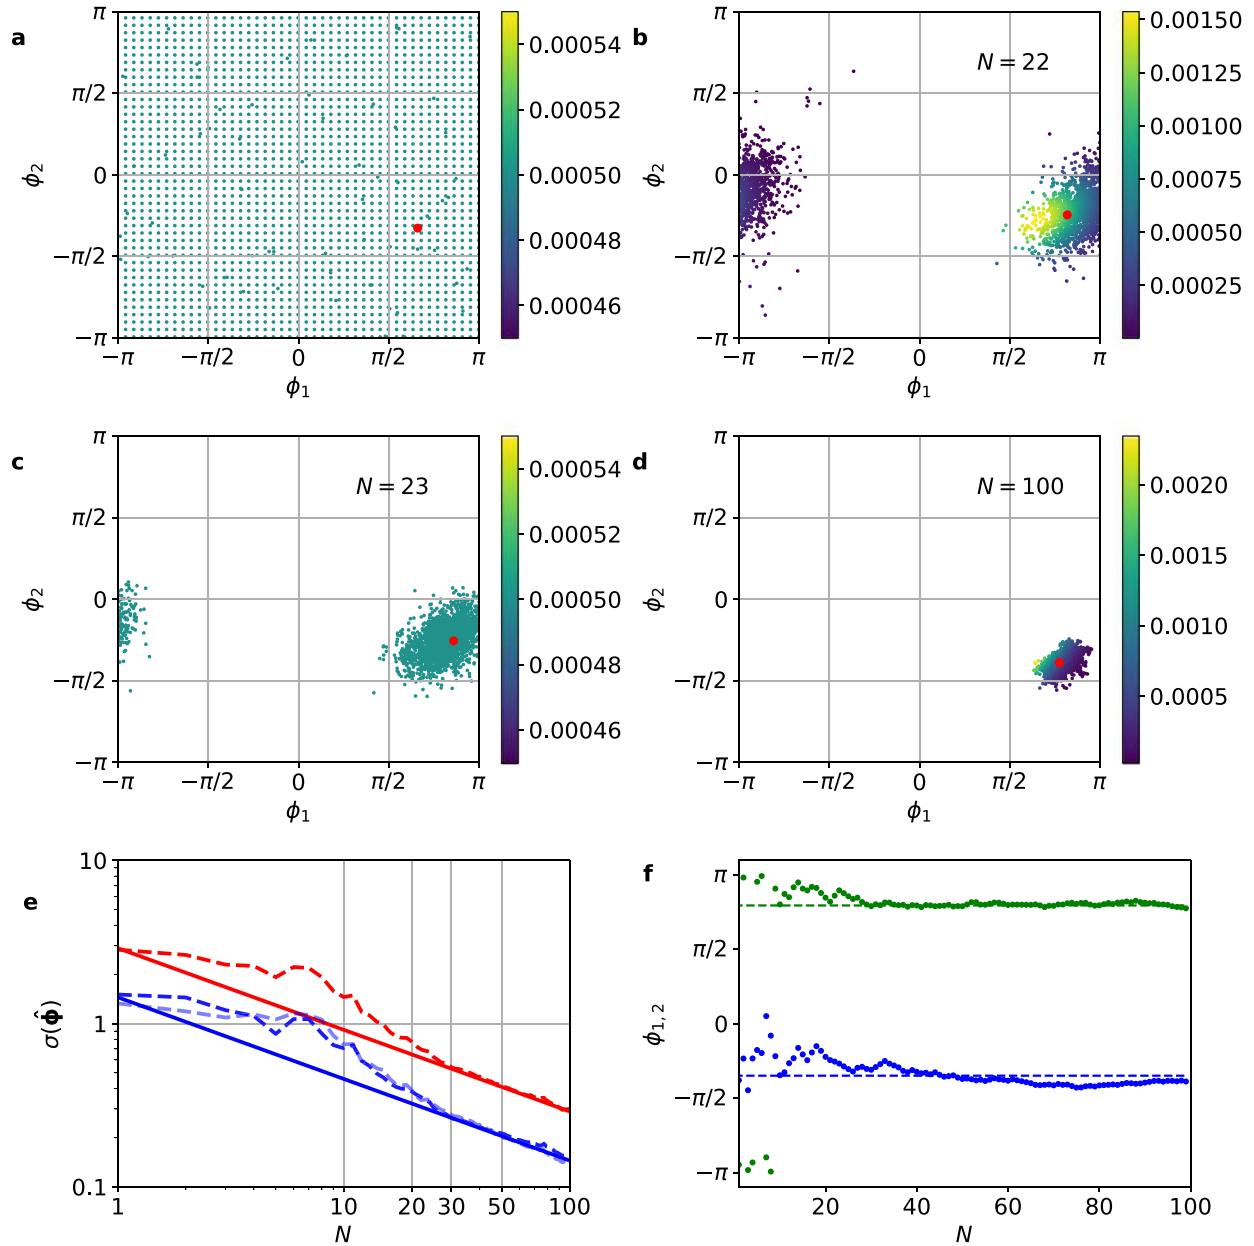 a
π
π/2
0
−π/2
−π
ϕ2
−π
−π/2
0
π/2
π
ϕ1
0.00054
0.00052
0.00050
0.00048
0.00046
b
N = 22
π
π/2
0
−π/2
−π
ϕ2
−π
−π/2
0
π/2
π
ϕ1
0.00150
0.00125
0.00100
0.00075
0.00050
0.00025
c
N = 23
π
π/2
0
−π/2
−π
ϕ2
−π
−π/2
0
π/2
π
ϕ1
0.00054
0.00052
0.00050
0.00048
0.00046
d
N = 100
π
π/2
0
−π/2
−π
ϕ2
−π
−π/2
0
π/2
π
ϕ1
0.0020
0.0015
0.0010
0.0005
e
10
1
0.1
σ(ϕ̂)
1
10
20
30
50
100
N
f
π
π/2
0
−π/2
−π
ϕ1,2
20
40
60
80
100
N